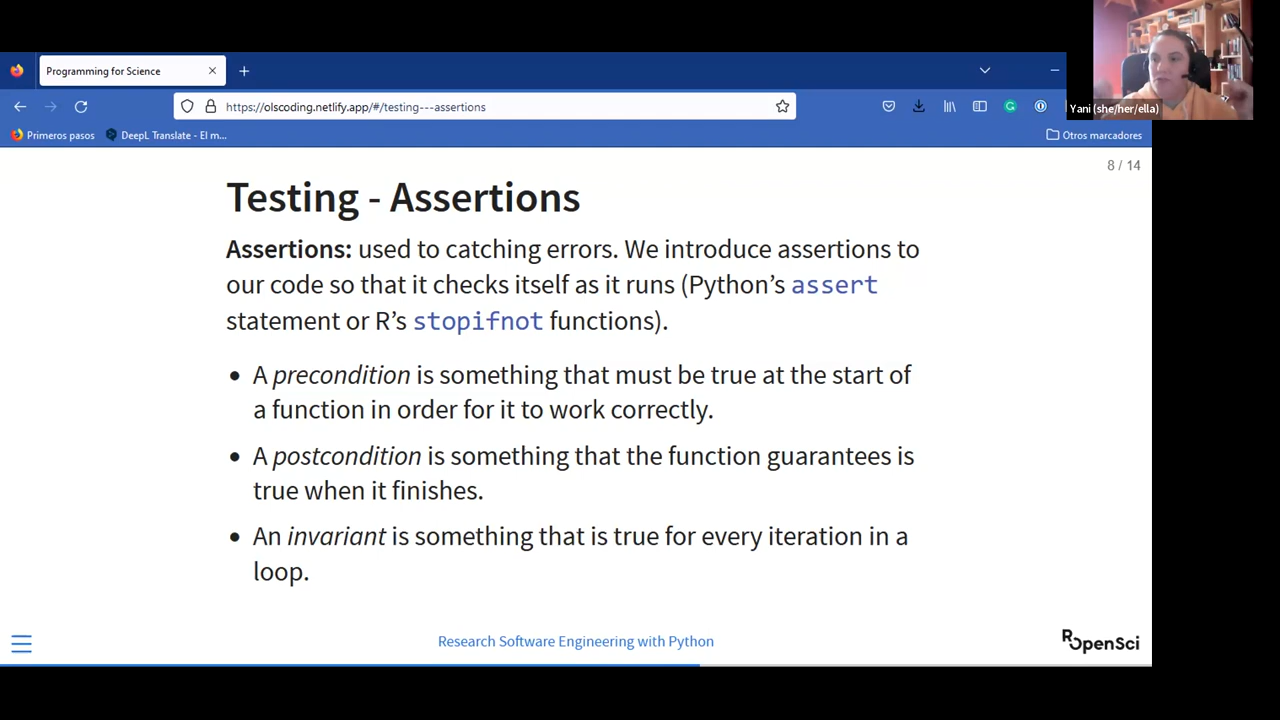 Programming for Science
https://olscoding.netlify.app/#/testing---assertions
Yani (she/her/ella)
Primeros pasos
DeepL Translate - El m...
Otros marcadores
8 / 14
Testing - Assertions
Assertions: used to catching errors. We introduce assertions to
our code so that it checks itself as it runs (Python’s assert
statement or R’s stopifnot functions).
• A precondition is something that must be true at the start of
a function in order for it to work correctly.
• A postcondition is something that the function guarantees is
true when it finishes.
• An invariant is something that is true for every iteration in a
loop.
Research Software Engineering with Python
ROpenSci